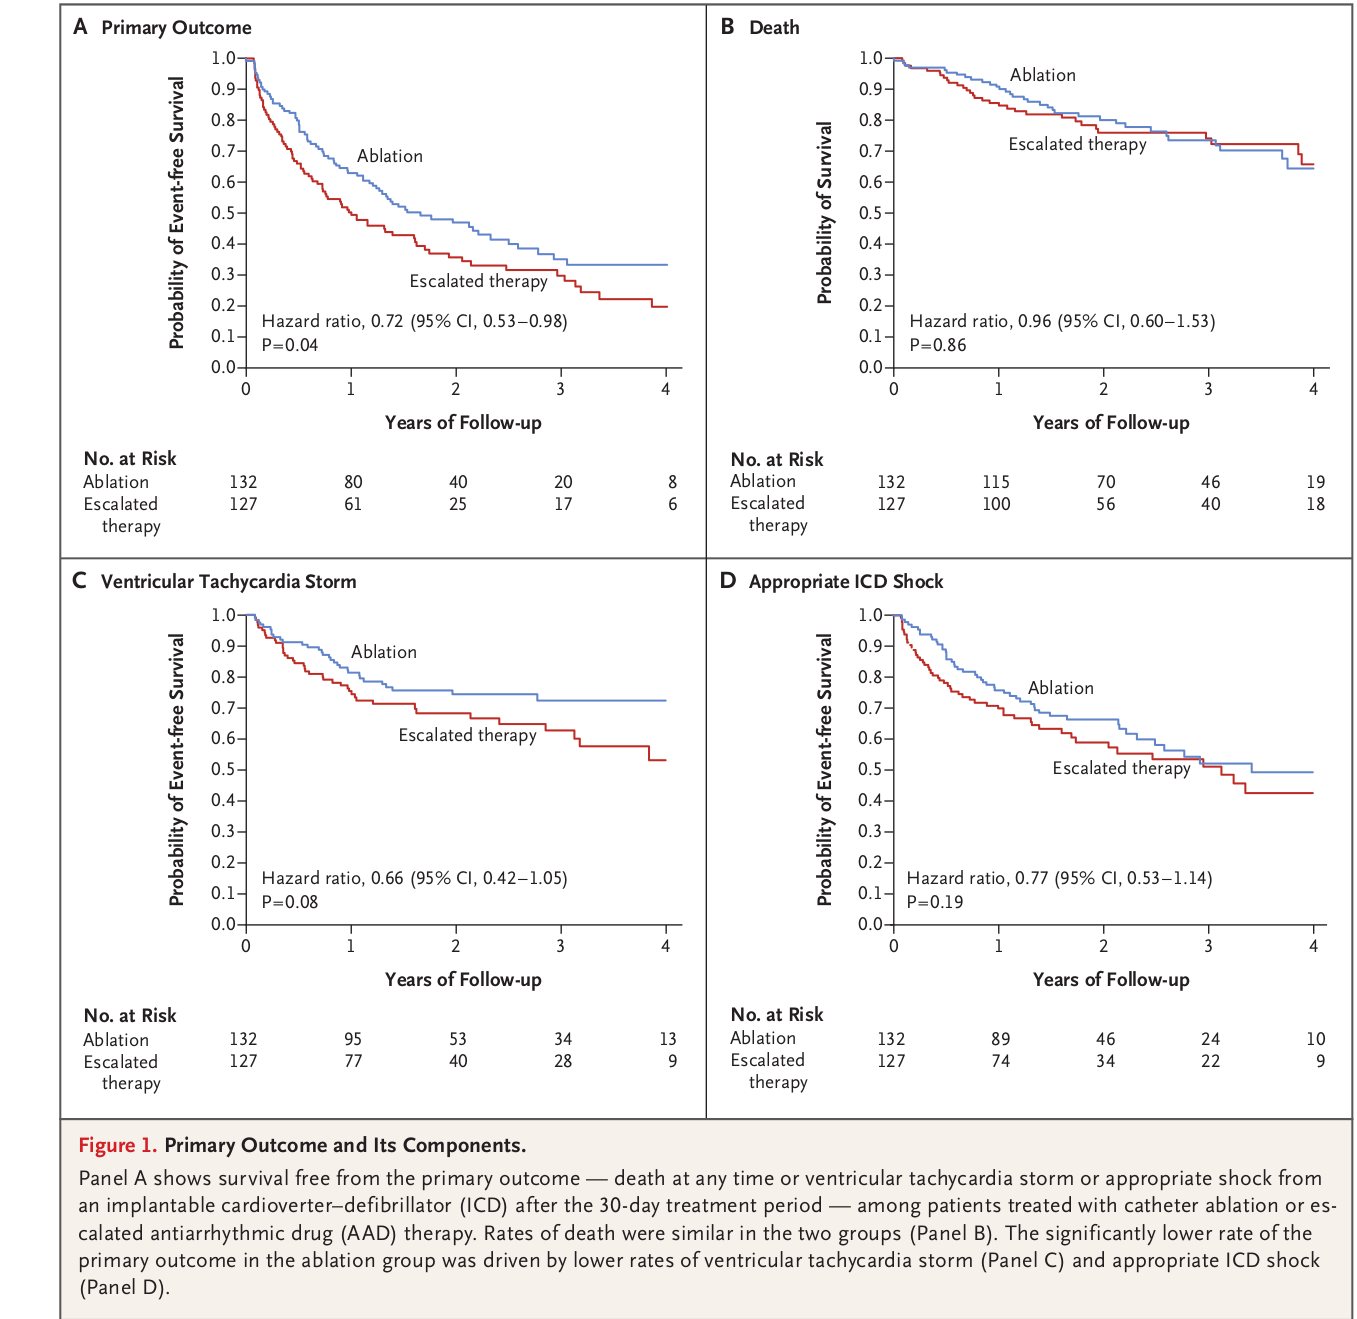 A Primary Outcome
1.0
0.9
0.8
0.7
0.6
0.5
0.4
0.3
0.2
0.1
0.0
Probability of Event-free Survival
Ablation
Escalated therapy
Hazard ratio, 0.72 (95% CI, 0.53–0.98)
P=0.04
0 1 2 3 4
Years of Follow-up
No. at Risk
Ablation 132 80 40 20 8
Escalated 127 61 25 17 6
therapy
B Death
1.0
0.9
0.8
0.7
0.6
0.5
0.4
0.3
0.2
0.1
0.0
Probability of Survival
Ablation
Escalated therapy
Hazard ratio, 0.96 (95% CI, 0.60–1.53)
P=0.86
0 1 2 3 4
Years of Follow-up
No. at Risk
Ablation 132 115 70 46 19
Escalated 127 100 56 40 18
therapy
C Ventricular Tachycardia Storm
1.0
0.9
0.8
0.7
0.6
0.5
0.4
0.3
0.2
0.1
0.0
Probability of Event-free Survival
Ablation
Escalated therapy
Hazard ratio, 0.66 (95% CI, 0.42–1.05)
P=0.08
0 1 2 3 4
Years of Follow-up
No. at Risk
Ablation 132 95 53 34 13
Escalated 127 77 40 28 9
therapy
D Appropriate ICD Shock
1.0
0.9
0.8
0.7
0.6
0.5
0.4
0.3
0.2
0.1
0.0
Probability of Event-free Survival
Ablation
Escalated therapy
Hazard ratio, 0.77 (95% CI, 0.53–1.14)
P=0.19
0 1 2 3 4
Years of Follow-up
No. at Risk
Ablation 132 89 46 24 10
Escalated 127 74 34 22 9
therapy
Figure 1. Primary Outcome and Its Components.
Panel A shows survival free from the primary outcome — death at any time or ventricular tachycardia storm or appropriate shock from
an implantable cardioverter–defibrillator (ICD) after the 30-day treatment period — among patients treated with catheter ablation or es-
calated antiarrhythmic drug (AAD) therapy. Rates of death were similar in the two groups (Panel B). The significantly lower rate of the
primary outcome in the ablation group was driven by lower rates of ventricular tachycardia storm (Panel C) and appropriate ICD shock
(Panel D).